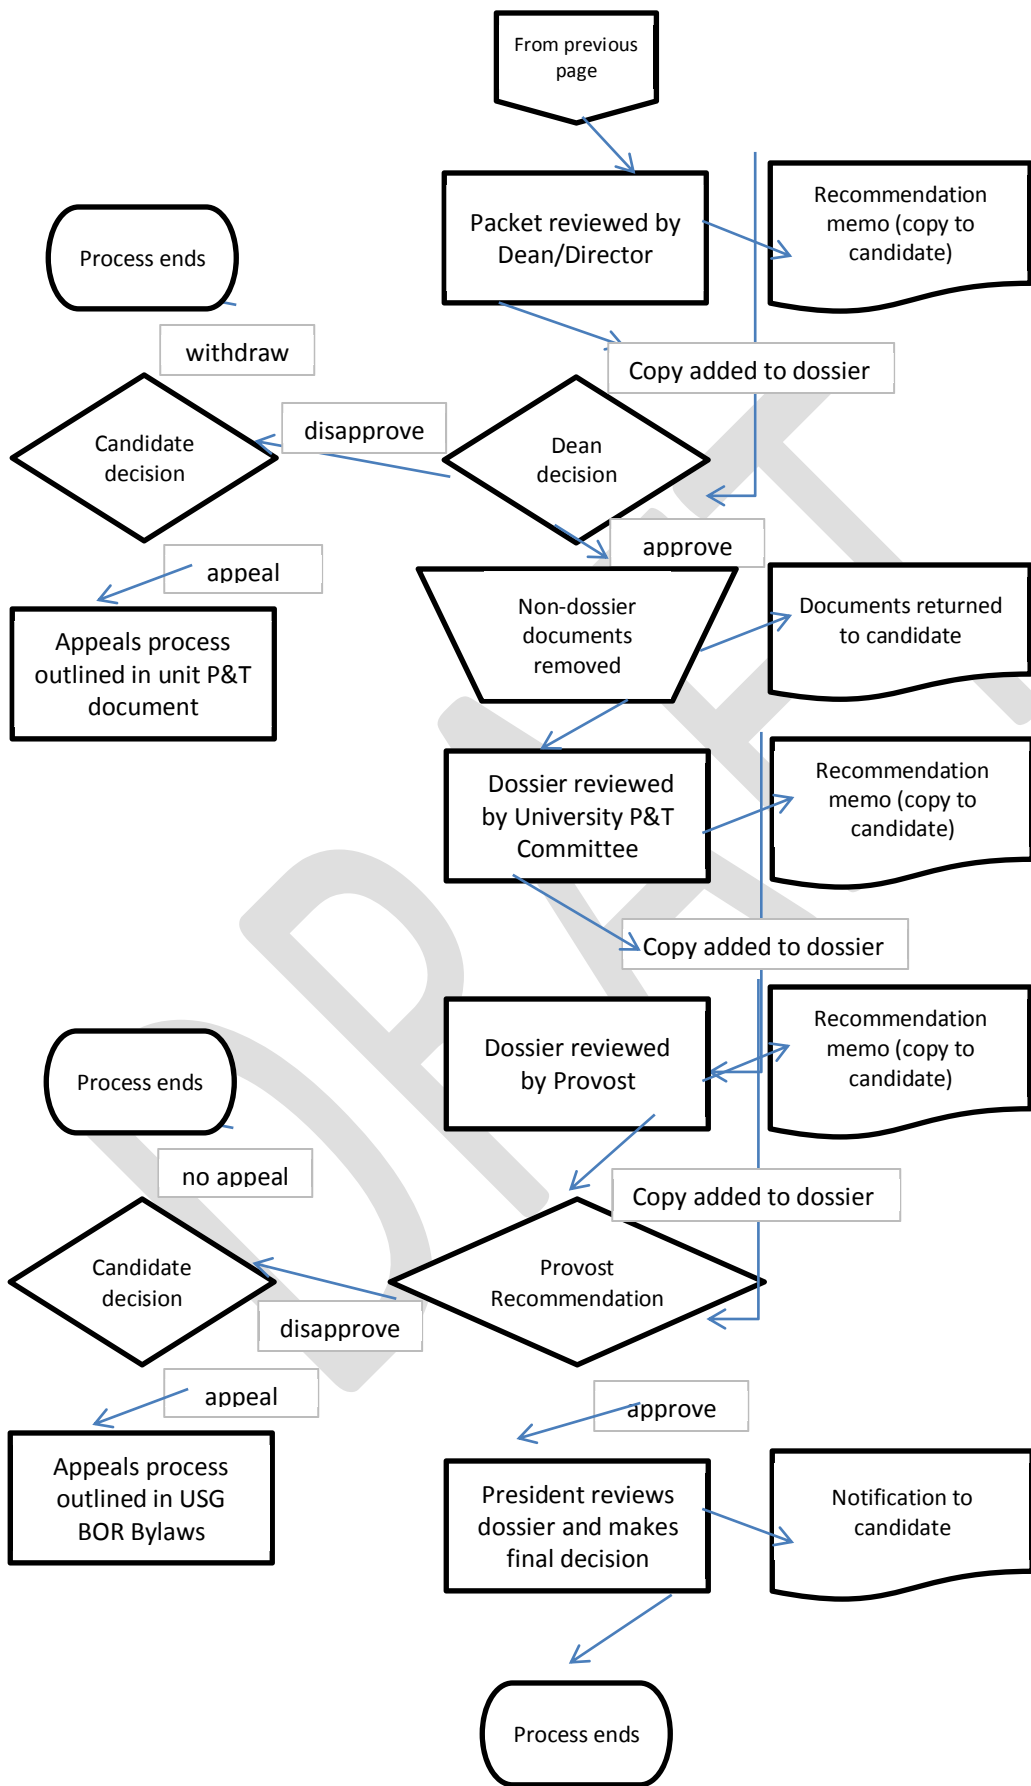 From previous
page
Packet reviewed by
Dean/Director
Recommendation
memo (copy to
candidate)
Process ends
withdraw
Copy added to dossier
Candidate
decision
disapprove
Dean
decision
approve
appeal
Non-dossier
documents
removed
Documents returned
to candidate
Appeals process
outlined in unit P&T
document
Dossier reviewed
by University P&T
Committee
Recommendation
memo (copy to
candidate)
Copy added to dossier
Dossier reviewed
by Provost
Recommendation
memo (copy to
candidate)
Process ends
no appeal
Copy added to dossier
Candidate
decision
disapprove
Provost
Recommendation
appeal
approve
Appeals process
outlined in USG
BOR Bylaws
President reviews
dossier and makes
final decision
Notification to
candidate
Process ends
DRAFT